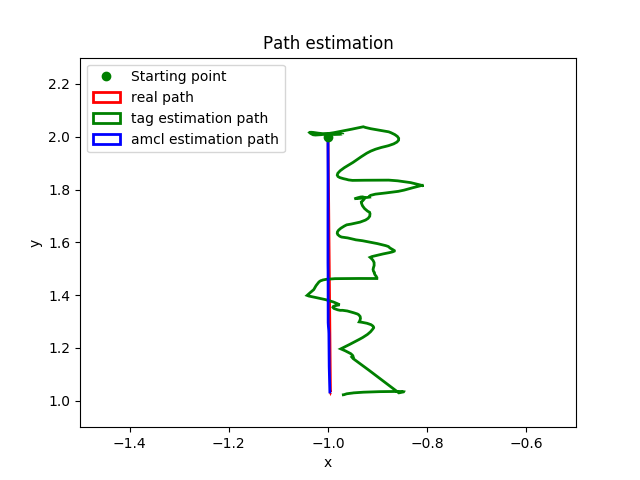 Path estimation
Starting point
real path
tag estimation path
amcl estimation path
2.2
2.0
1.8
1.6
1.4
1.2
1.0
y
−1.4
−1.2
−1.0
−0.8
−0.6
x